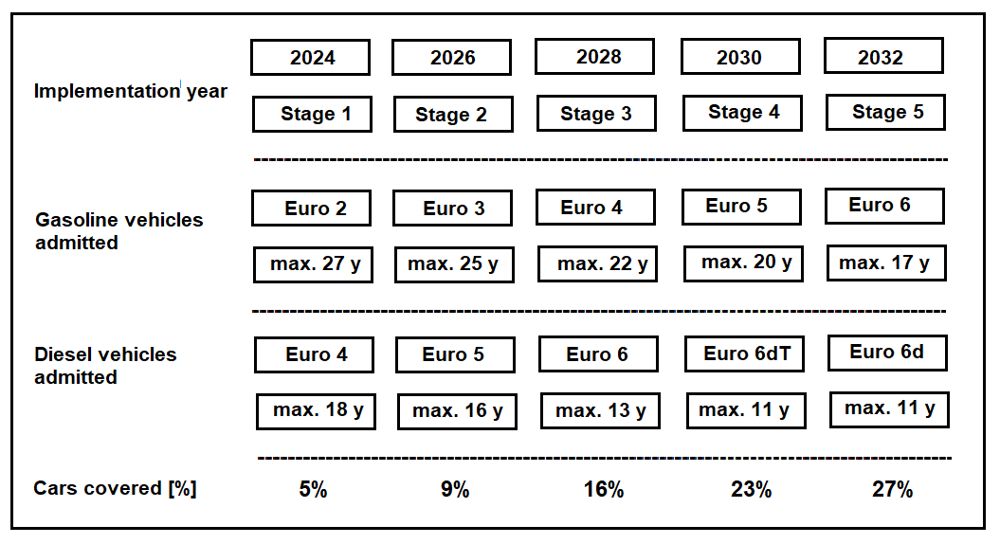 2024 2026 2028 2030 2032
Implementation year
Stage 1 Stage 2 Stage 3 Stage 4 Stage 5
Euro 2 Euro 3 Euro 4 Euro 5 Euro 6
Gasoline vehicles
admitted
max. 27 y max. 25 y max. 22 y max. 20 y max. 17 y
Euro 4 Euro 5 Euro 6 Euro 6dT Euro 6d
Diesel vehicles
admitted
max. 18 y max. 16 y max. 13 y max. 11 y max. 11 y
Cars covered [%] 5% 9% 16% 23% 27%